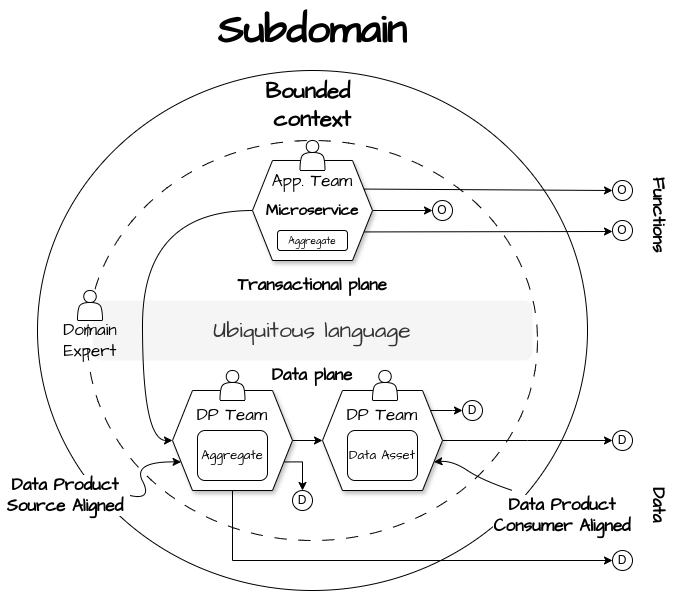 Subdomain
Bounded
context
App. Team
Microservice
Aggregate
O
O
O
Functions
Transactional plane
Ubiquitous language
Domain
Expert
Data plane
DP Team
Aggregate
DP Team
Data Asset
D
D
D
D
Data
Data Product
Source Aligned
Data Product
Consumer Aligned